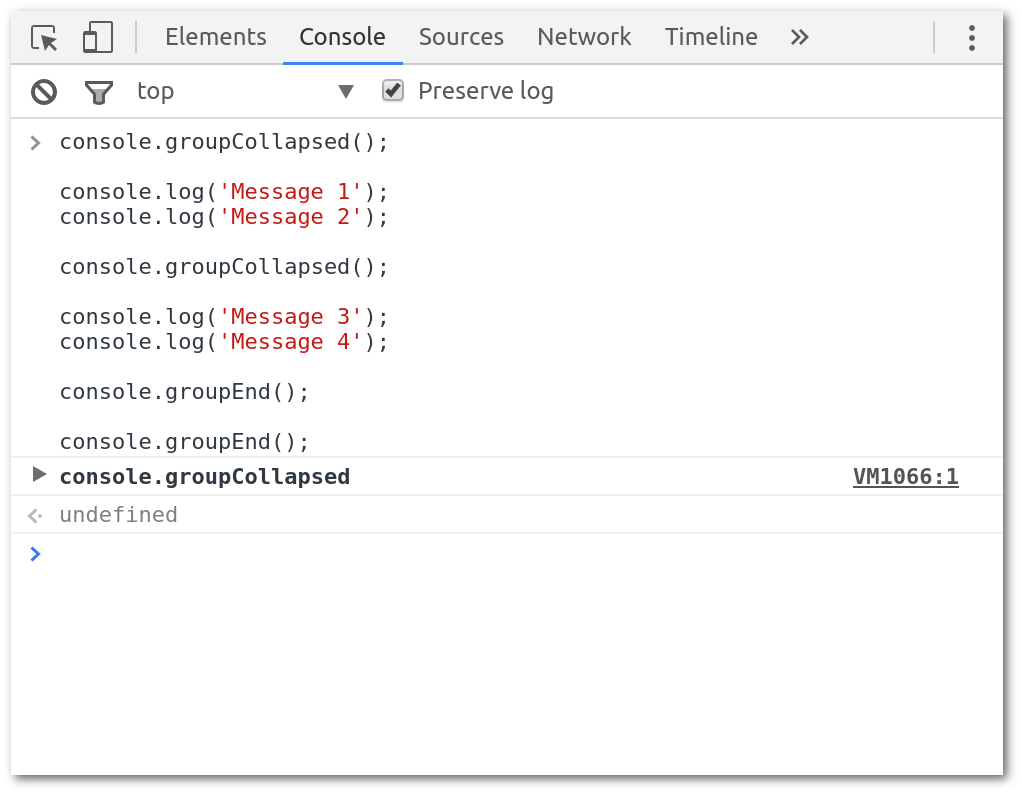 Elements Console Sources Network Timeline »
top ▼ Preserve log
> console.groupCollapsed();
console.log('Message 1');
console.log('Message 2');
console.groupCollapsed();
console.log('Message 3');
console.log('Message 4');
console.groupEnd();
console.groupEnd();
▶ console.groupCollapsed VM1066:1
undefined
>